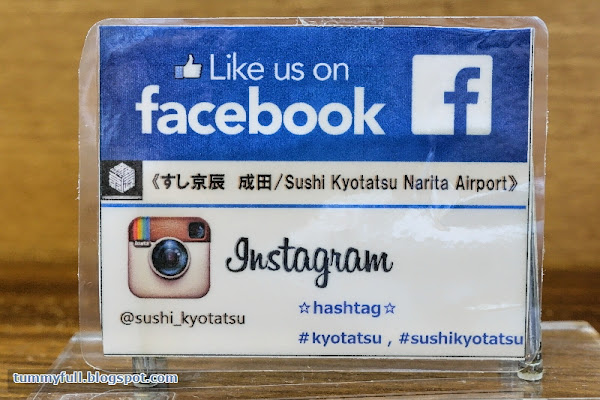 Like us on
facebook
f
《すし京辰 成田/Sushi Kyotatsu Narita Airport》
Insta
Instagram
@sushi_kyotatsu
☆hashtag☆
#kyotatsu , #sushikyotatsu
tummyfull.blogspot.com